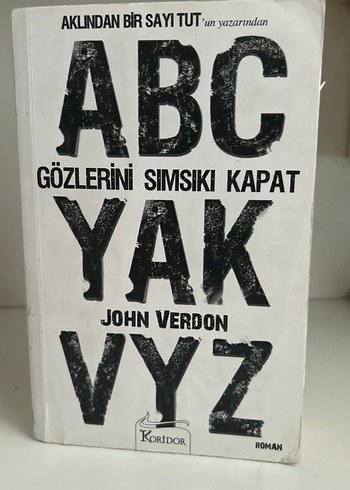 AKLINDAN BİR SAYI TUT'un yazarından
ABC
GÖZLERİNİ SIMSIKI KAPAT
YAK
JOHN VERDON
VYZ
KORİDOR
ROMAN